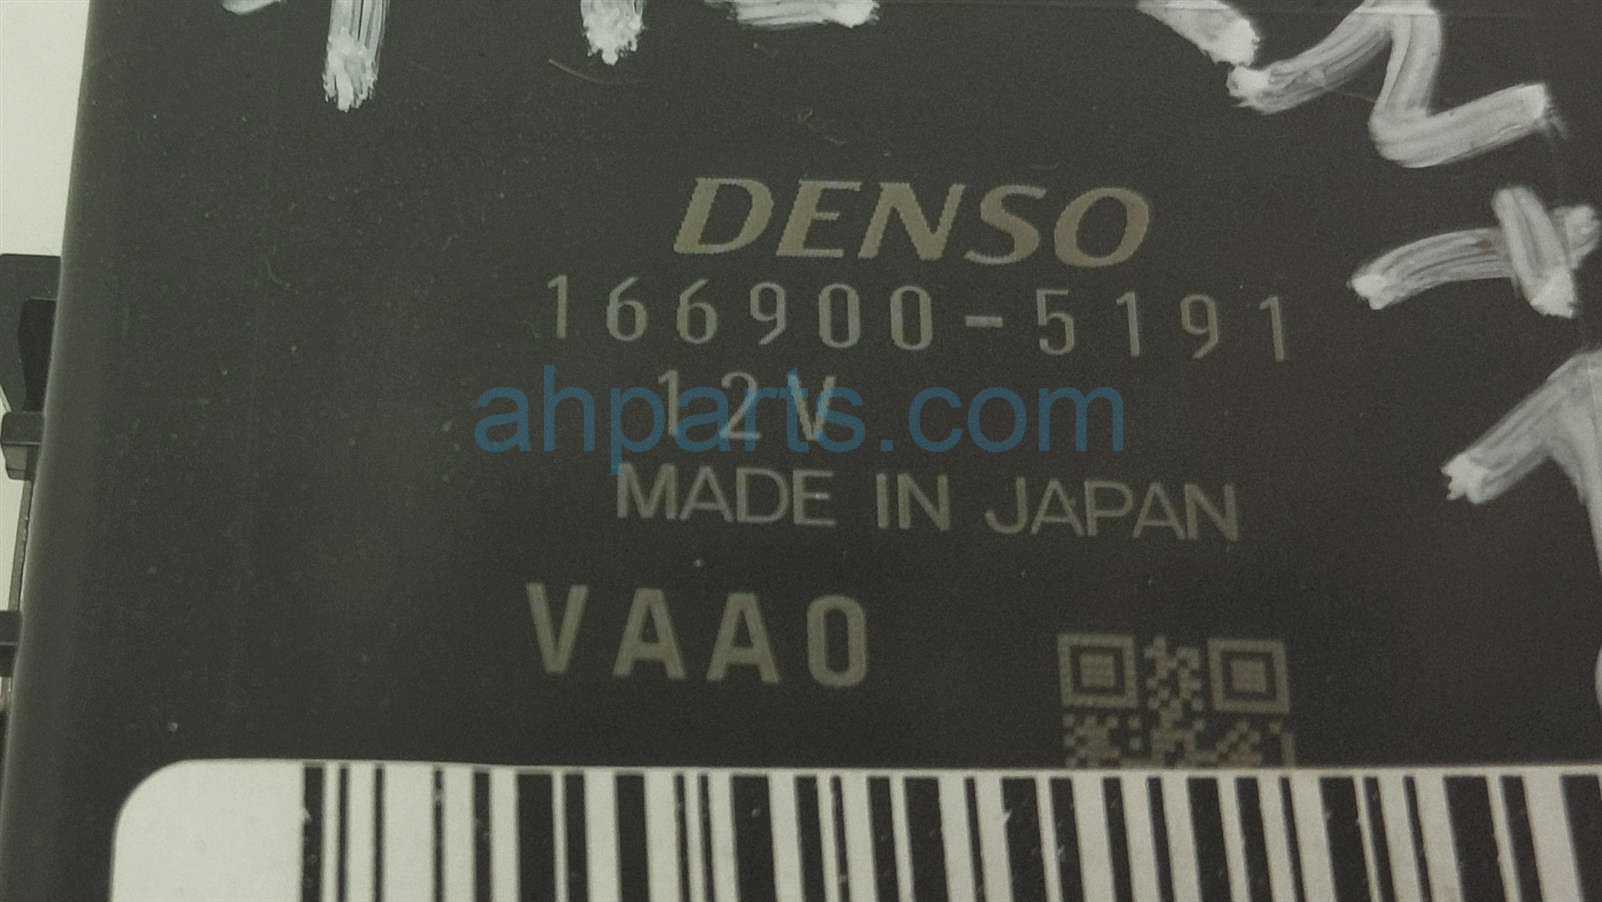 DENSO
166900-5191
12V
ahparts.com
MADE IN JAPAN
VAA0